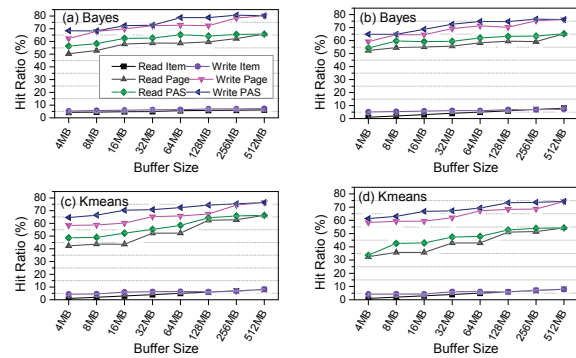 (a) Bayes
Hit Ratio (%)
80
70
60
50
40
30
20
10
0
Read Item
Write Item
Read Page
Write Page
Read PAS
Write PAS
4MB
8MB
16MB
32MB
64MB
128MB
256MB
512MB
Buffer Size
(b) Bayes
Hit Ratio (%)
80
70
60
50
40
30
20
10
0
4MB
8MB
16MB
32MB
64MB
128MB
256MB
512MB
Buffer Size
(c) Kmeans
Hit Ratio (%)
80
70
60
50
40
30
20
10
0
4MB
8MB
16MB
32MB
64MB
128MB
256MB
512MB
Buffer Size
(d) Kmeans
Hit Ratio (%)
80
70
60
50
40
30
20
10
0
4MB
8MB
16MB
32MB
64MB
128MB
256MB
512MB
Buffer Size